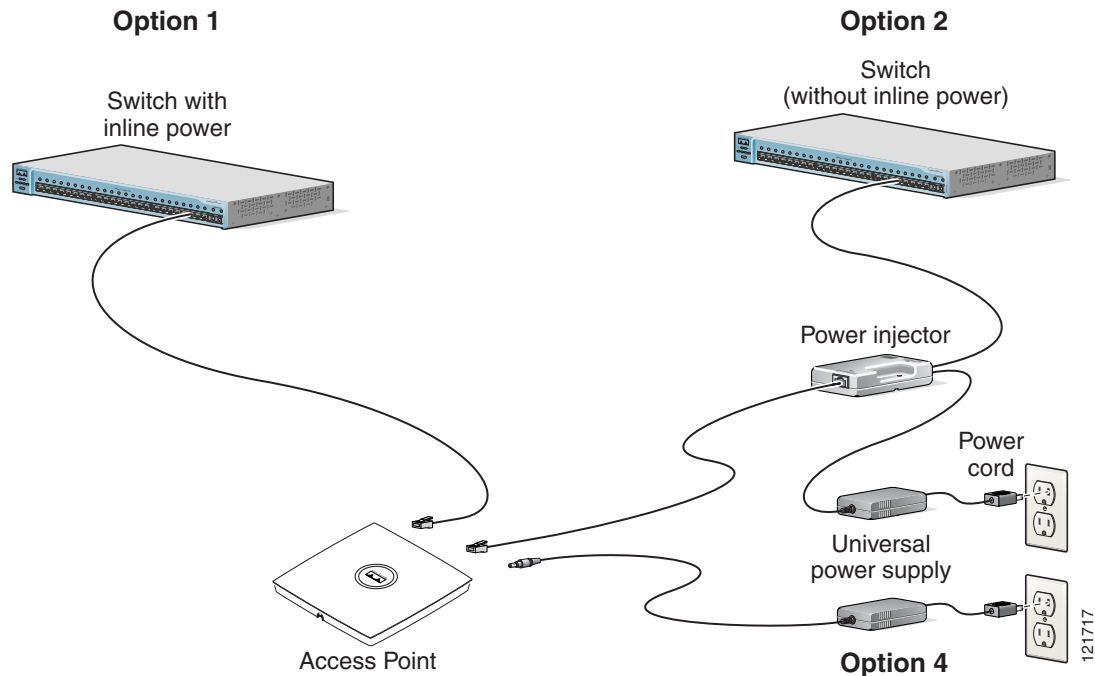 Option 1
Option 2
Switch with
inline power
Switch
(without inline power)
Power injector
Power
cord
Universal
power supply
Access Point
Option 4
121717